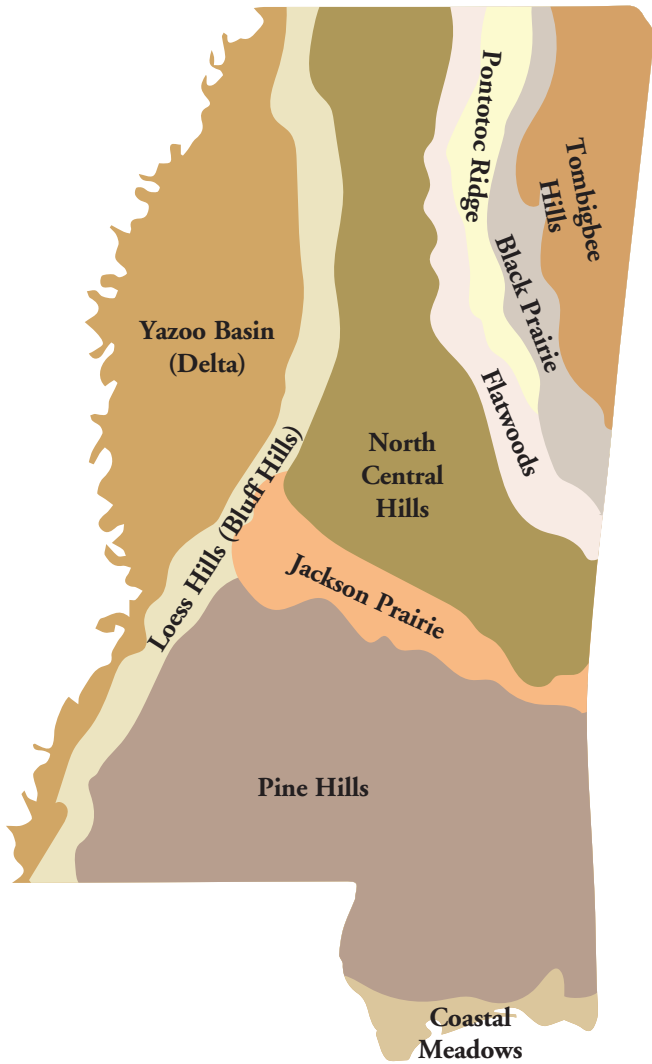 Pontotoc Ridge
Tombigbee
Hills
Black Prairie
Yazoo Basin
(Delta)
Flatwoods
North
Central
Hills
Loess Hills (Bluff Hills)
Jackson Prairie
Pine Hills
Coastal
Meadows